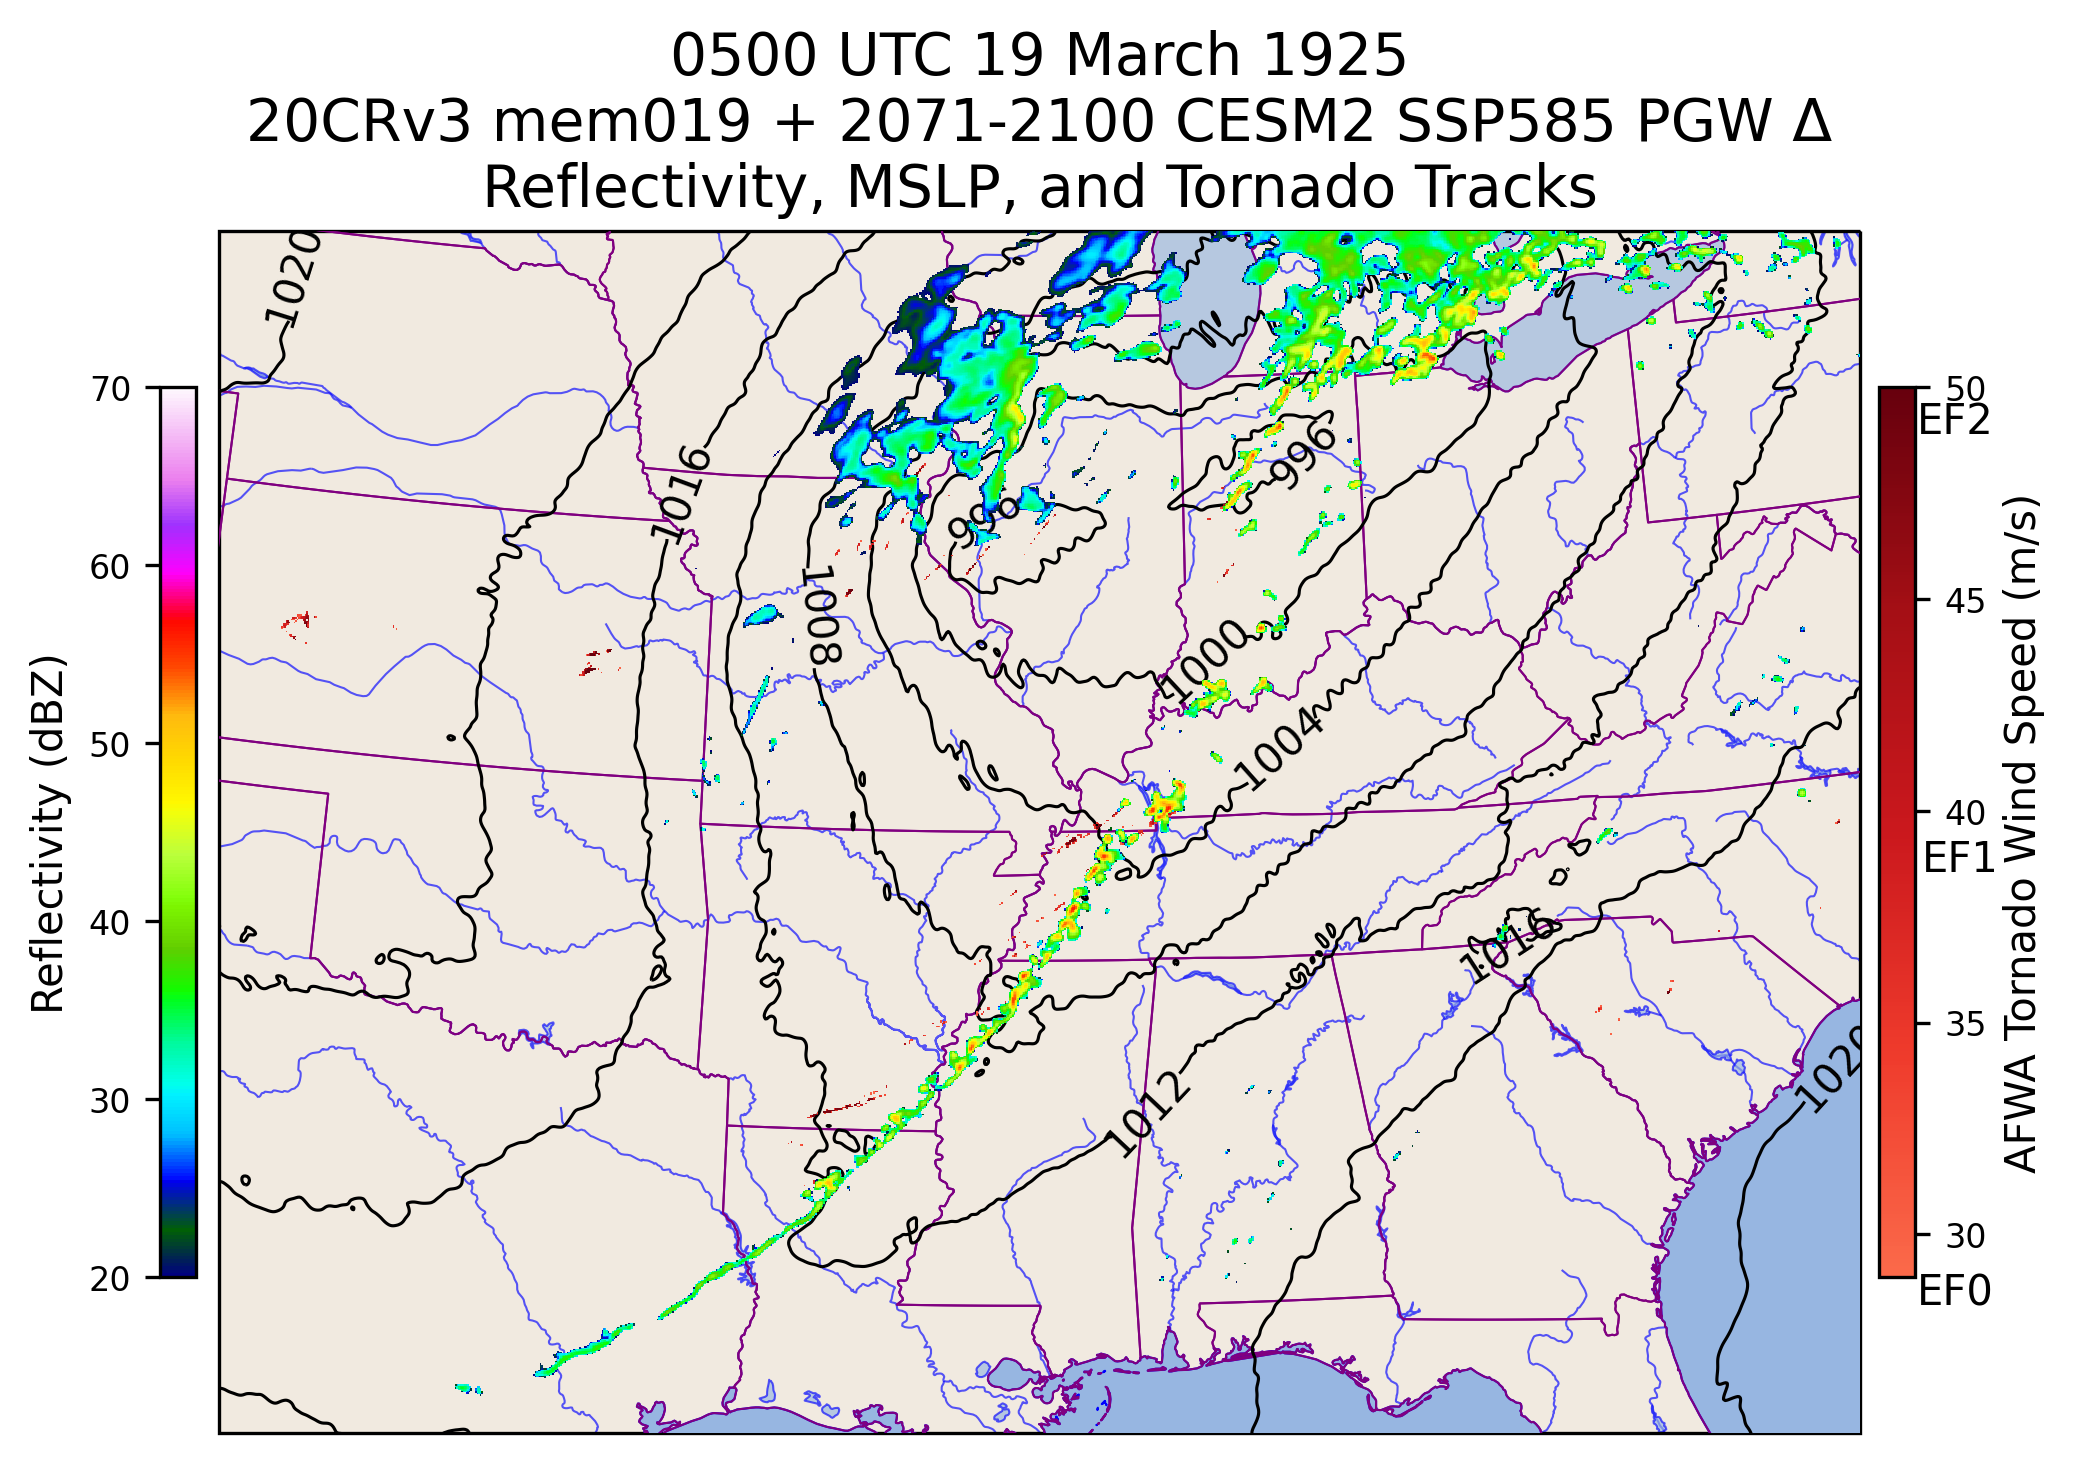 0500 UTC 19 March 1925
20CRv3 mem019 + 2071-2100 CESM2 SSP585 PGW Δ
Reflectivity, MSLP, and Tornado Tracks
70
60
50
40
30
20
Reflectivity (dBZ)
1020
1016
1008
996
996
1000
1004
1016
1012
1020
50
EF2
45
40
EF1
35
30
EF0
AFWA Tornado Wind Speed (m/s)